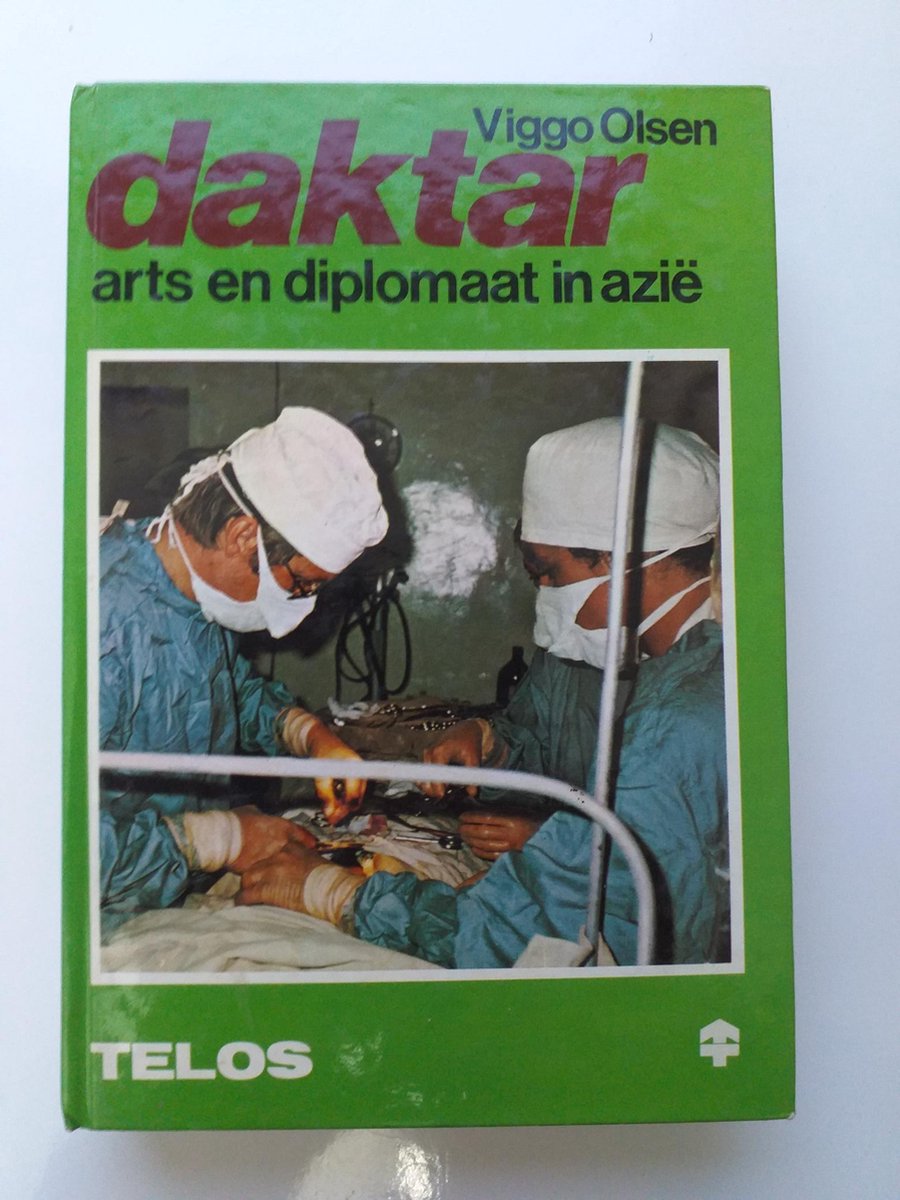 Viggo Olsen
daktar
arts en diplomaat in azië
TELOS